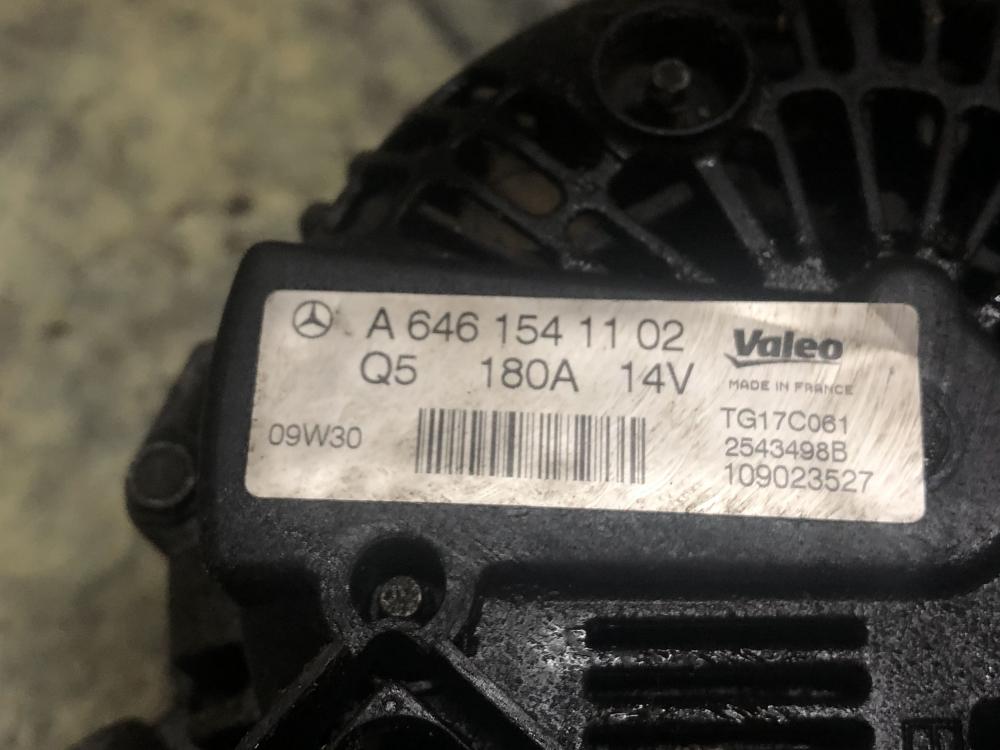 A 646 154 11 02
Q5 180A 14V
09W30
Valeo
MADE IN FRANCE
TG17C061
2543498B
109023527